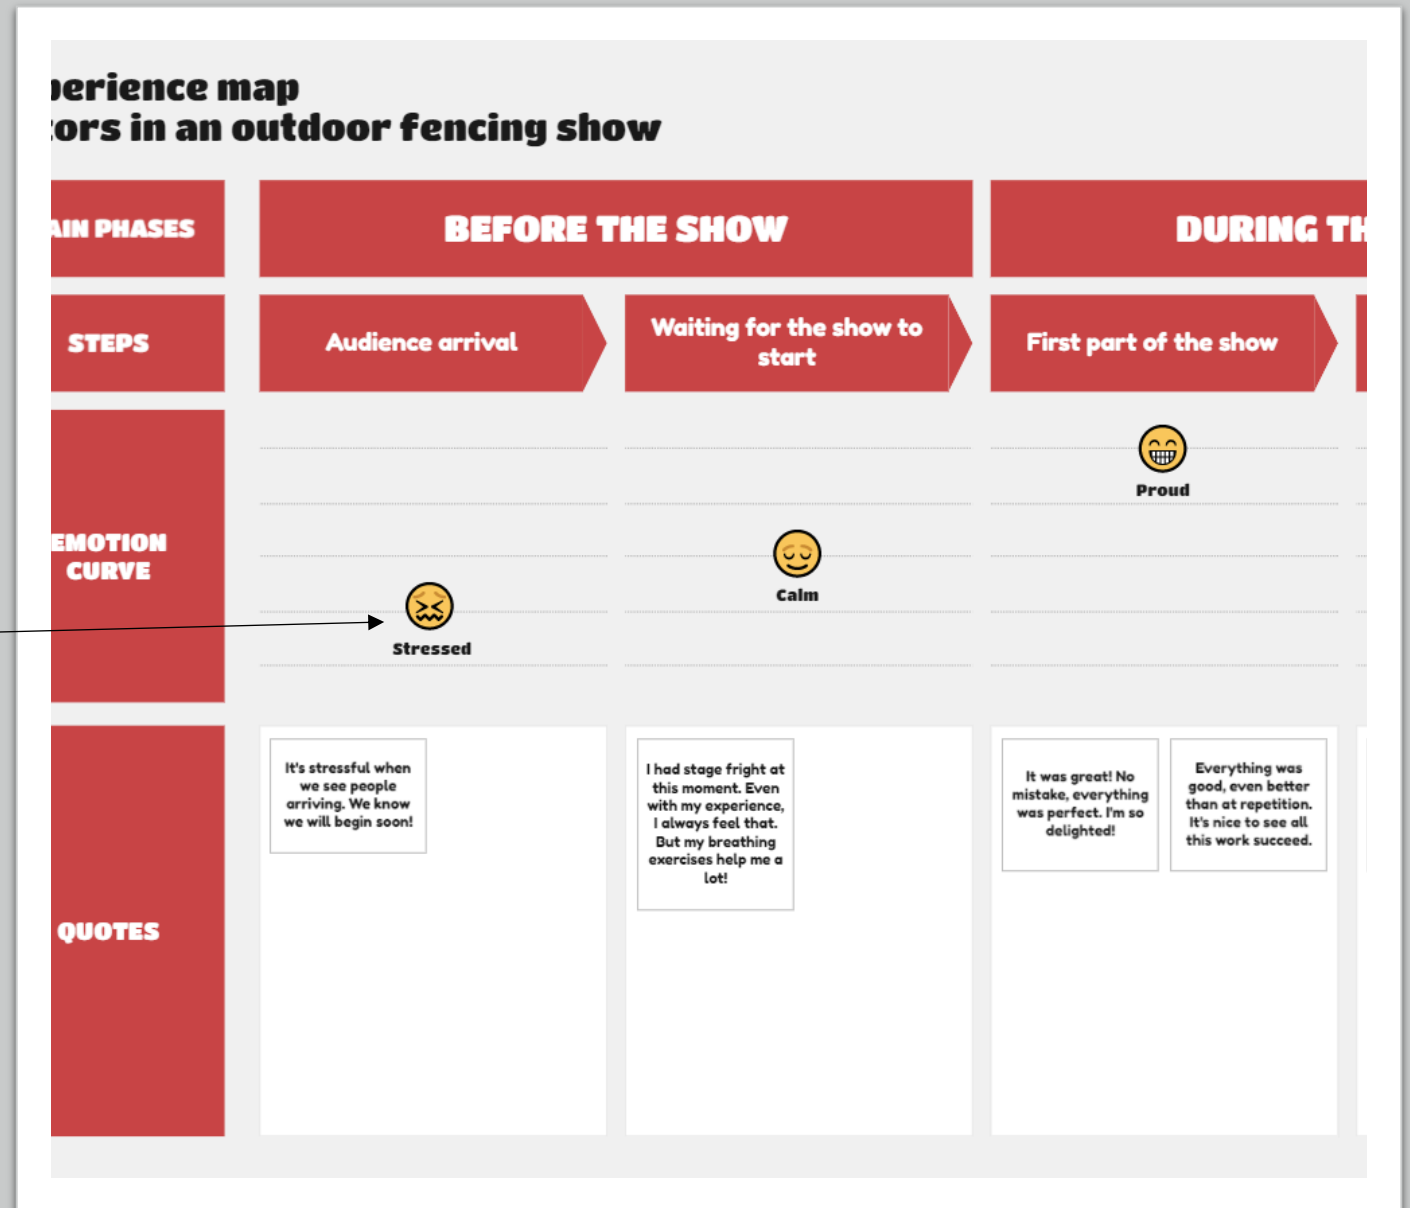 perience map
tors in an outdoor fencing show
AIN PHASES
BEFORE THE SHOW
DURING TH
STEPS
Audience arrival
Waiting for the show to
start
First part of the show
EMOTION
CURVE
Proud
Calm
Stressed
QUOTES
It's stressful when
we see people
arriving. We know
we will begin soon!
I had stage fright at
this moment. Even
with my experience,
I always feel that.
But my breathing
exercises help me a
lot!
It was great! No
mistake, everything
was perfect. I'm so
delighted!
Everything was
good, even better
than at repetition.
It's nice to see all
this work succeed.